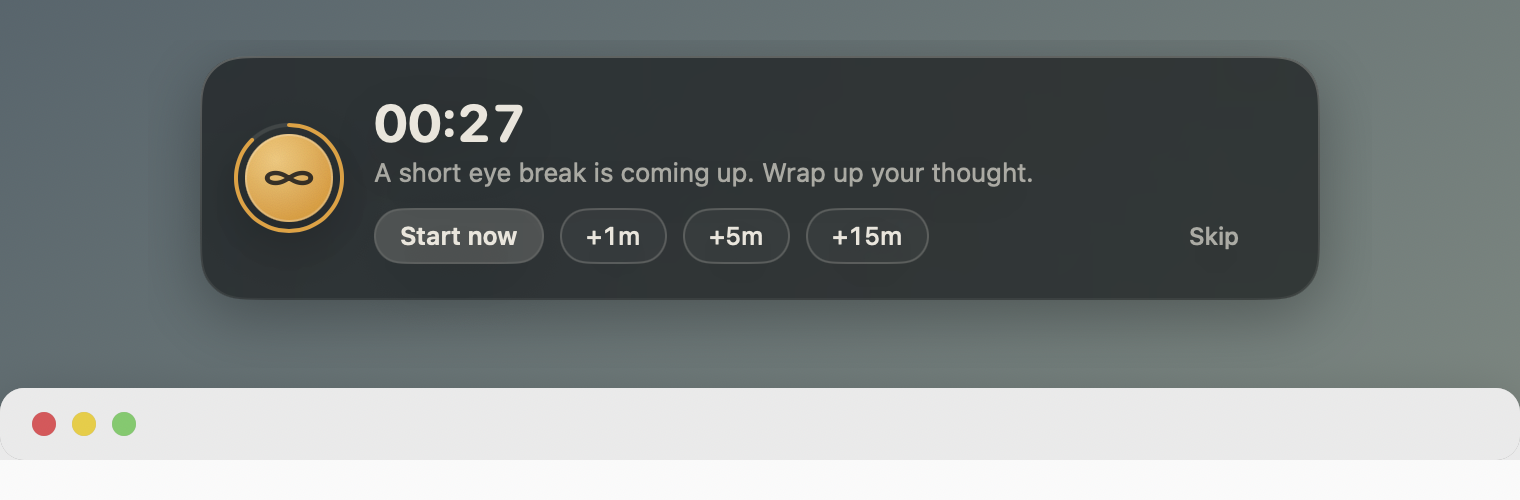 00:27
A short eye break is coming up. Wrap up your thought.
Start now +1m +5m +15m Skip